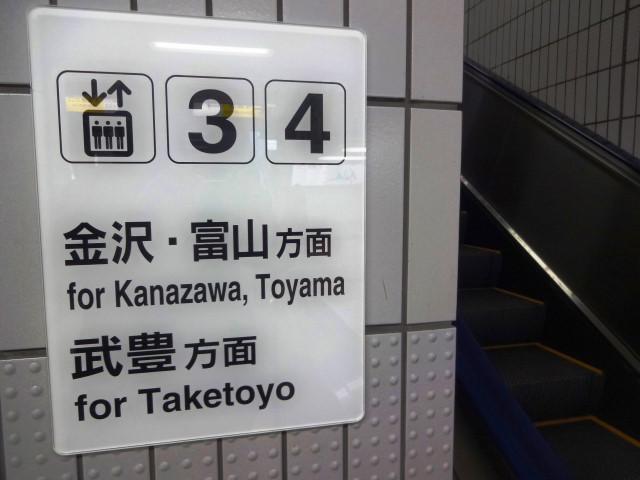 3 4
金沢・富山方面
for Kanazawa, Toyama
武豊方面
for Taketoyo